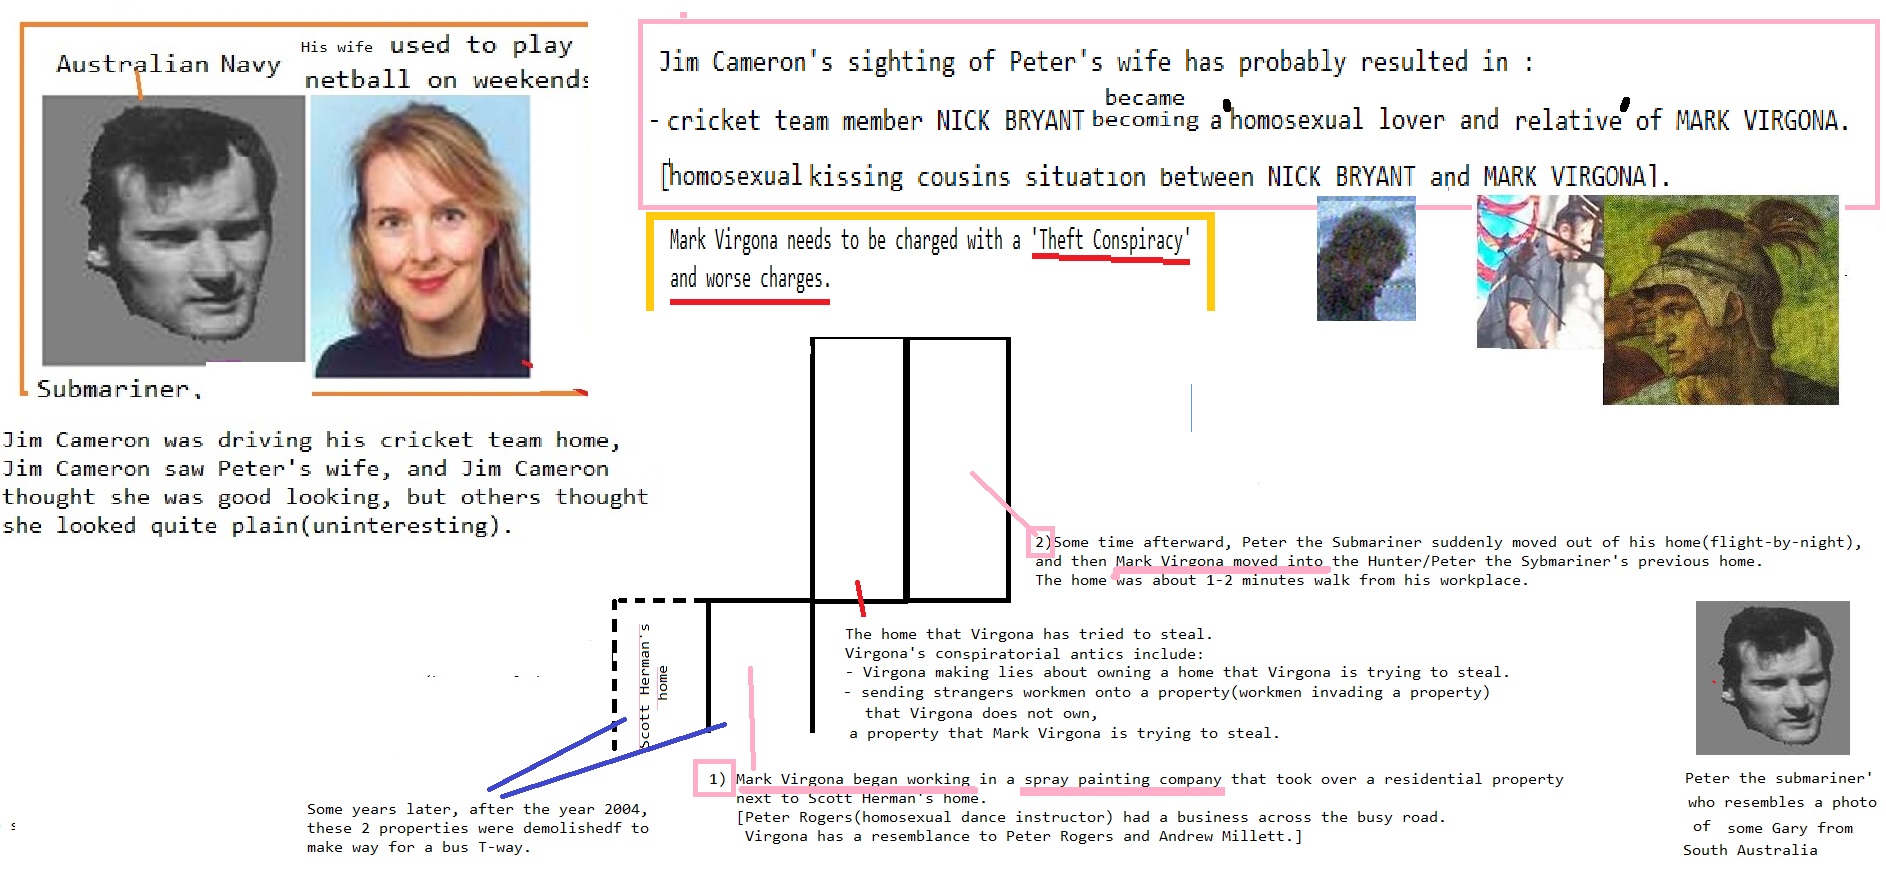 Australian Navy
His wife used to play
netball on weekends
Submariner.
Jim Cameron was driving his cricket team home,
Jim Cameron saw Peter's wife, and Jim Cameron
thought she was good looking, but others thought
she looked quite plain(uninteresting).
Jim Cameron's sighting of Peter's wife has probably resulted in :
- cricket team member NICK BRYANT became becoming a 'homosexual lover and relative' of MARK VIRGONA.
[homosexual kissing cousins situation between NICK BRYANT and MARK VIRGONA].
Mark Virgona needs to be charged with a 'Theft Conspiracy'
and worse charges.
2)Some time afterward, Peter the Submariner suddenly moved out of his home(flight-by-night),
and then Mark Virgona moved into the Hunter/Peter the Sybmariner's previous home.
The home was about 1-2 minutes walk from his workplace.
Scott Herman's
home
The home that Virgona has tried to steal.
Virgona's conspiratorial antics include:
- Virgona making lies about owning a home that Virgona is trying to steal.
- sending strangers workmen onto a property(workmen invading a property)
that Virgona does not own,
a property that Mark Virgona is trying to steal.
1) Mark Virgona began working in a spray painting company that took over a residential property
next to Scott Herman's home.
[Peter Rogers(homosexual dance instructor) had a business across the busy road.
Virgona has a resemblance to Peter Rogers and Andrew Millett.]
Some years later, after the year 2004,
these 2 properties were demolishedf to
make way for a bus T-way.
Peter the submariner'
who resembles a photo
of some Gary from
South Australia